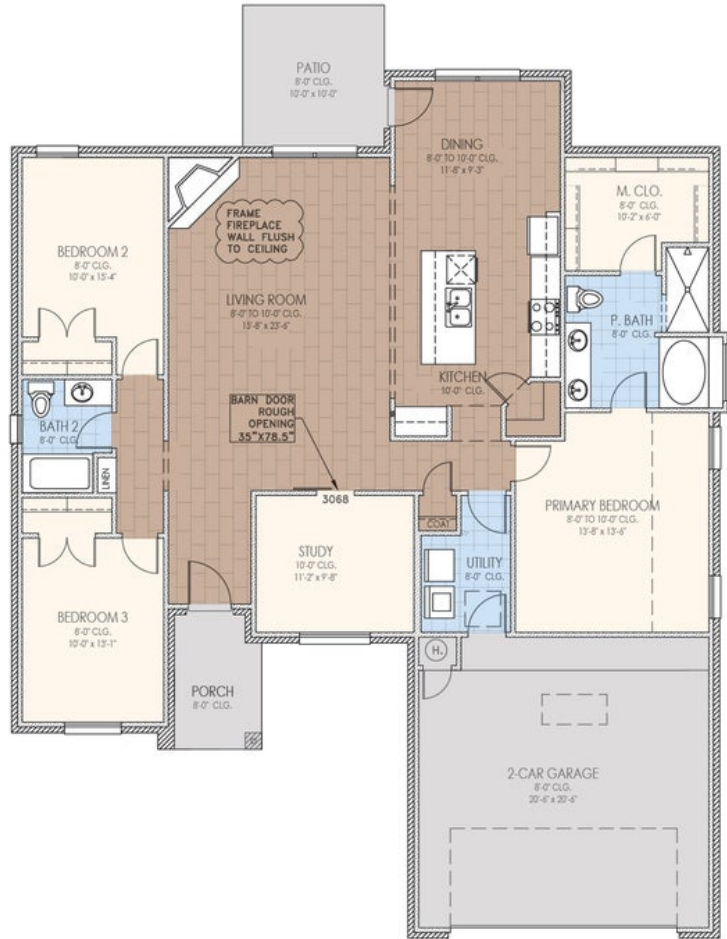 PATIO
8'-0" CLG.
10'-0" x 10'-0"
DINING
8'-0" TO 10'-0" CLG.
11'-8" x 9'-3"
M. CLO.
8'-0" CLG.
10'-2" x 6'-0"
BEDROOM 2
8'-0" CLG.
10'-0" x 15'-4"
FRAME
FIREPLACE
WALL FLUSH
TO CEILING
LIVING ROOM
8'-0" TO 10'-0" CLG.
15'-8" x 23'-6"
P. BATH
8'-0" CLG.
KITCHEN
10'-0" CLG.
BATH 2
8'-0" CLG.
LINEN
BARN DOOR
ROUGH
OPENING
35"X78.5"
3068
COAT
PRIMARY BEDROOM
8'-0" TO 10'-0" CLG.
13'-8" x 13'-6"
STUDY
10'-0" CLG.
11'-2" x 9'-8"
UTILITY
8'-0" CLG.
BEDROOM 3
8'-0" CLG.
10'-0" x 13'-1"
H.
PORCH
8'-0" CLG.
2-CAR GARAGE
8'-0" CLG.
20'-6" x 20'-6"